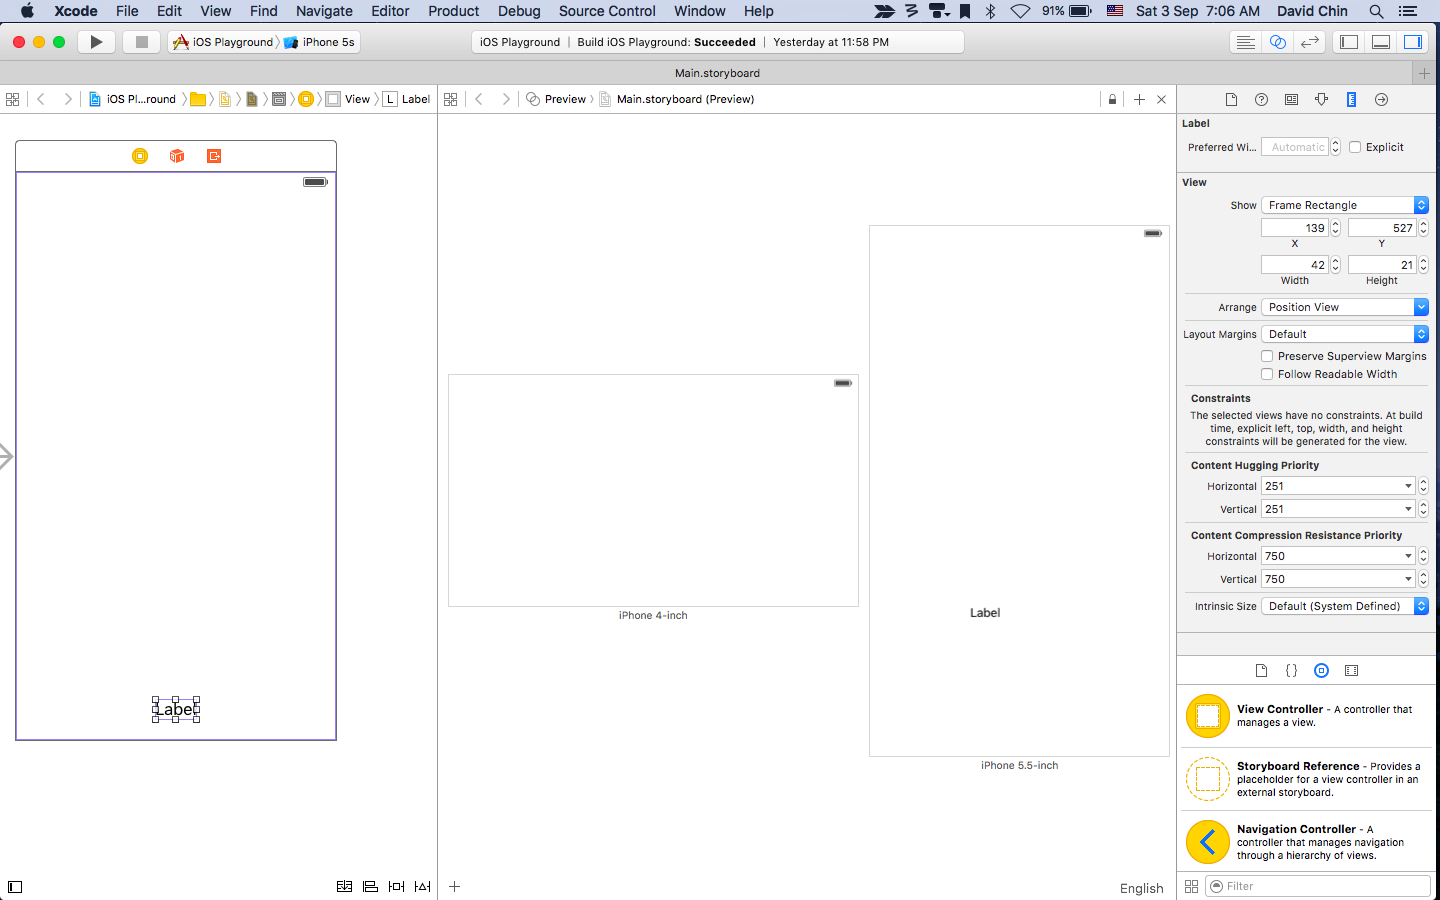 Xcode File Edit View Find Navigate Editor Product Debug Source Control Window Help 91% Sat 3 Sep 7:06 AM David Chin
iOS Playground iPhone 5s
iOS Playground | Build iOS Playground: Succeeded | Yesterday at 11:58 PM
Main.storyboard
iOS Pl...round View L Label
Preview Main.storyboard (Preview)
Label
iPhone 4-inch
Label
iPhone 5.5-inch
English
Label
Preferred Wi... Automatic Explicit
View
Show Frame Rectangle
139 527
X Y
42 21
Width Height
Arrange Position View
Layout Margins Default
Preserve Superview Margins
Follow Readable Width
Constraints
The selected views have no constraints. At build
time, explicit left, top, width, and height
constraints will be generated for the view.
Content Hugging Priority
Horizontal 251
Vertical 251
Content Compression Resistance Priority
Horizontal 750
Vertical 750
Intrinsic Size Default (System Defined)
View Controller - A controller that
manages a view.
Storyboard Reference - Provides a
placeholder for a view controller in an
external storyboard.
Navigation Controller - A
controller that manages navigation
through a hierarchy of views.
Filter